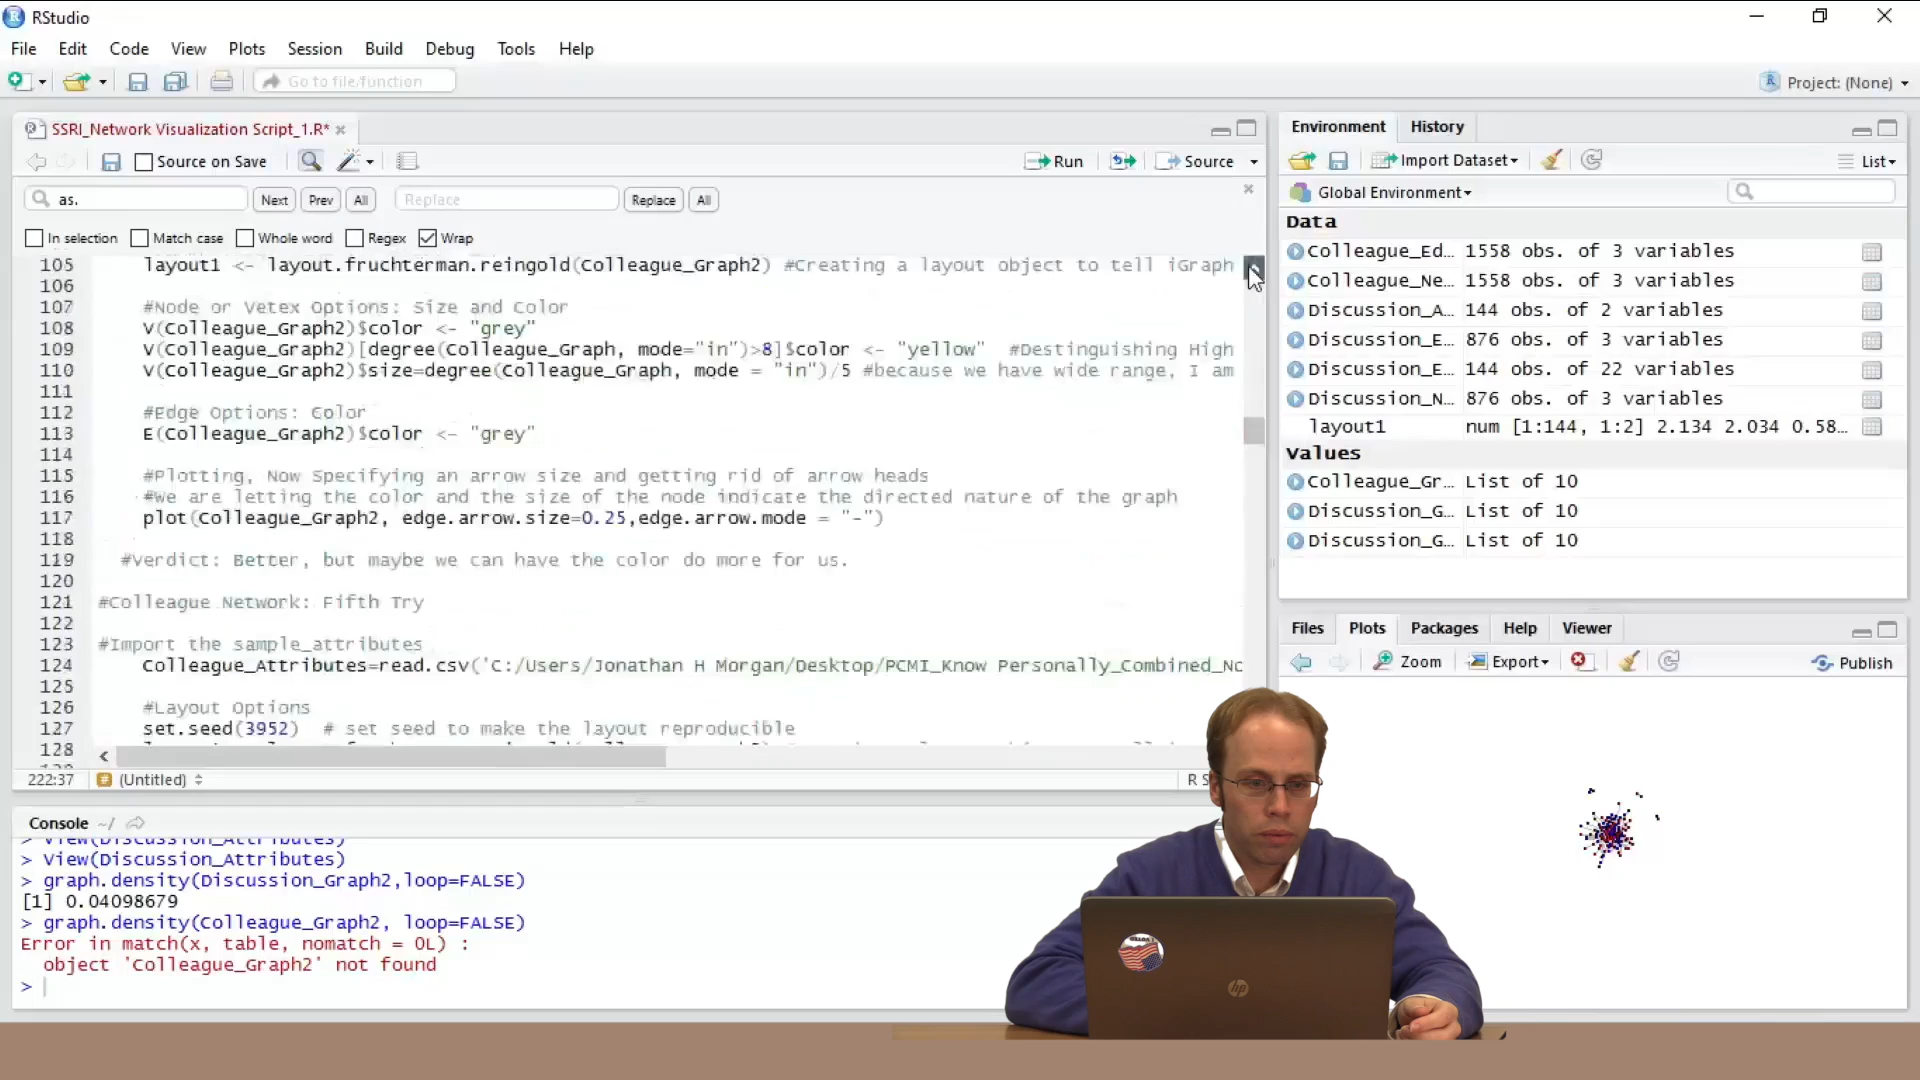 RStudio
File Edit Code View Plots Session Build Debug Tools Help
Go to file/function
Project: (None)
SSRI_Network Visualization Script_1.R*
Source on Save
Run
Source
as.
Next Prev All
Replace
Replace All
In selection Match case Whole word Regex Wrap
105 layout1 <- layout.fruchterman.reingold(Colleague_Graph2) #Creating a layout object to tell iGraph
106
107 #Node or Vetex Options: Size and Color
108 V(Colleague_Graph2)$color <- "grey"
109 V(Colleague_Graph2)[degree(Colleague_Graph, mode="in")>8]$color <- "yellow" #Destinguishing High
110 V(Colleague_Graph2)$size=degree(Colleague_Graph, mode = "in")/5 #because we have wide range, I am
111
112 #Edge Options: Color
113 E(Colleague_Graph2)$color <- "grey"
114
115 #Plotting, Now Specifying an arrow size and getting rid of arrow heads
116 #We are letting the color and the size of the node indicate the directed nature of the graph
117 plot(Colleague_Graph2, edge.arrow.size=0.25,edge.arrow.mode = "-")
118
119 #Verdict: Better, but maybe we can have the color do more for us.
120
121 #Colleague Network: Fifth Try
122
123 #Import the sample_attributes
124 Colleague_Attributes=read.csv('C:/Users/Jonathan H Morgan/Desktop/PCMI_Know Personally_Combined_Nc
125
126 #Layout Options
127 set.seed(3952) # set seed to make the layout reproducible
128
222:37 (Untitled) R S
Console ~/
> View(Discussion_Attributes)
> View(Discussion_Attributes)
> graph.density(Discussion_Graph2,loop=FALSE)
[1] 0.04098679
> graph.density(Colleague_Graph2, loop=FALSE)
Error in match(x, table, nomatch = 0L) :
object 'Colleague_Graph2' not found
>
Environment History
Import Dataset
List
Global Environment
Data
Colleague_Ed... 1558 obs. of 3 variables
Colleague_Ne... 1558 obs. of 3 variables
Discussion_A... 144 obs. of 2 variables
Discussion_E... 876 obs. of 3 variables
Discussion_E... 144 obs. of 22 variables
Discussion_N... 876 obs. of 3 variables
layout1 num [1:144, 1:2] 2.134 2.034 0.58...
Values
Colleague_Gr... List of 10
Discussion_G... List of 10
Discussion_G... List of 10
Files Plots Packages Help Viewer
Zoom Export Publish
hp